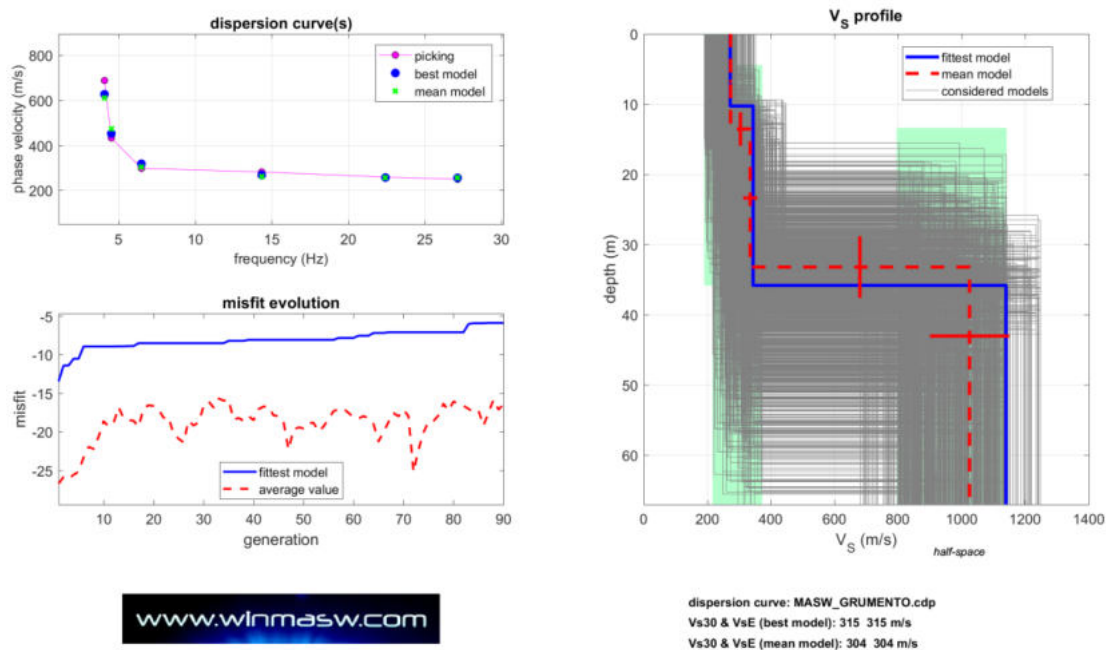 dispersion curve(s)
800
600
400
200
phase velocity (m/s)
picking
best model
mean model
5 10 15 20 25 30
frequency (Hz)
misfit evolution
-5
-10
-15
-20
-25
misfit
fittest model
average value
10 20 30 40 50 60 70 80 90
generation
www.winmasw.com
VS profile
0
10
20
30
40
50
60
depth (m)
fittest model
mean model
considered models
0 200 400 600 800 1000 1200 1400
VS (m/s)
half-space
dispersion curve: MASW_GRUMENTO.cdp
Vs30 & VsE (best model): 315 315 m/s
Vs30 & VsE (mean model): 304 304 m/s